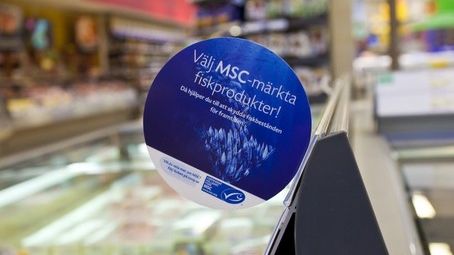 Välj MSC-märkta
fiskprodukter!
Då hjälper du till att skydda fiskbestånden
för framtiden.